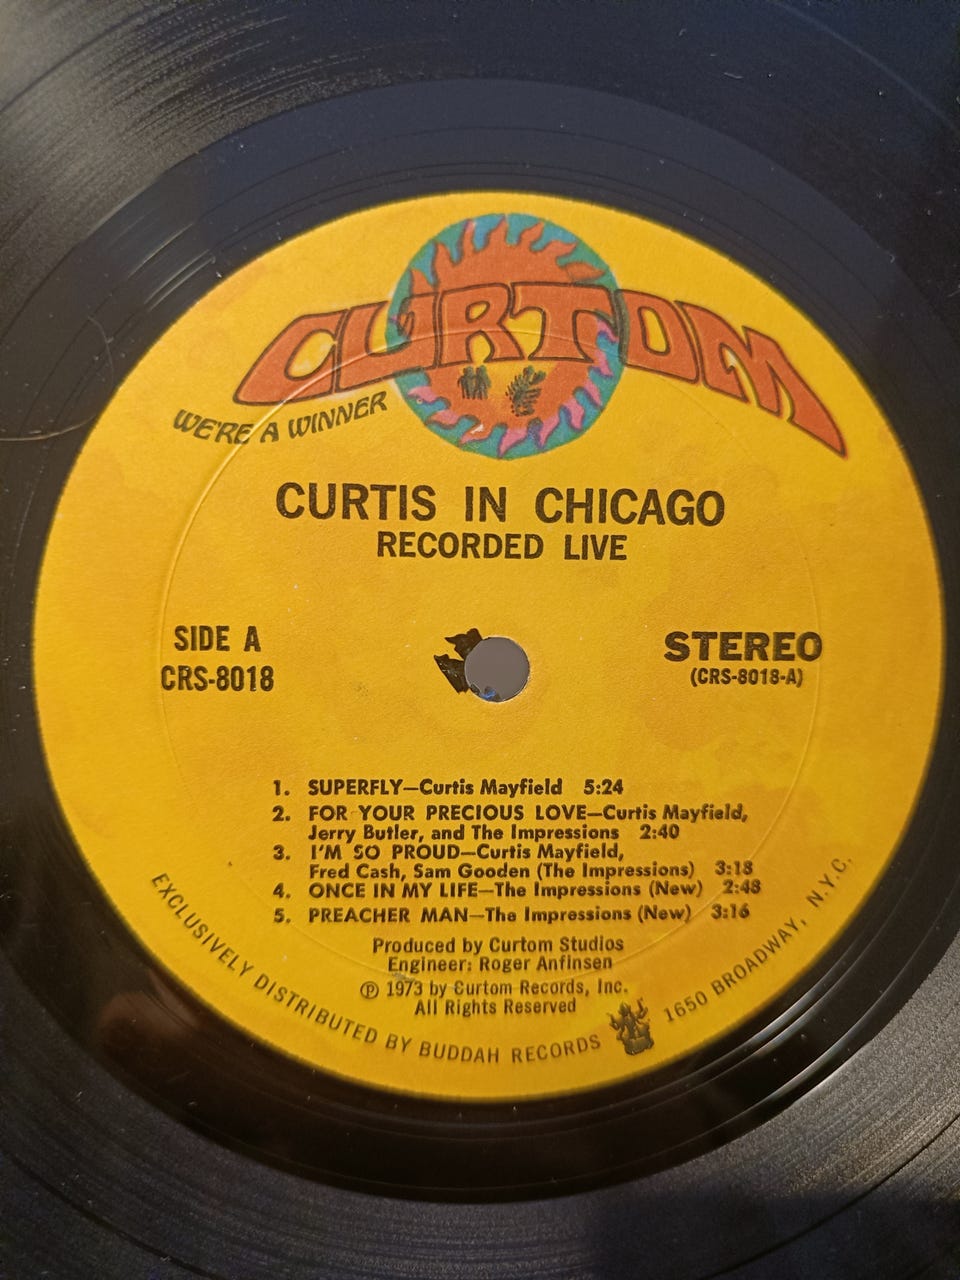 CURTOM
WE'RE A WINNER
CURTIS IN CHICAGO
RECORDED LIVE
SIDE A
CRS-8018
STEREO
(CRS-8018-A)
1. SUPERFLY—Curtis Mayfield 5:24
2. FOR YOUR PRECIOUS LOVE—Curtis Mayfield,
Jerry Butler, and The Impressions 2:40
3. I'M SO PROUD—Curtis Mayfield,
Fred Cash, Sam Gooden (The Impressions) 3:18
4. ONCE IN MY LIFE—The Impressions (New) 2:48
5. PREACHER MAN—The Impressions (New) 3:16
Produced by Curtom Studios
Engineer: Roger Anfinsen
℗ 1973 by Curtom Records, Inc.
All Rights Reserved
EXCLUSIVELY DISTRIBUTED BY BUDDAH RECORDS 1650 BROADWAY, N.Y.C.